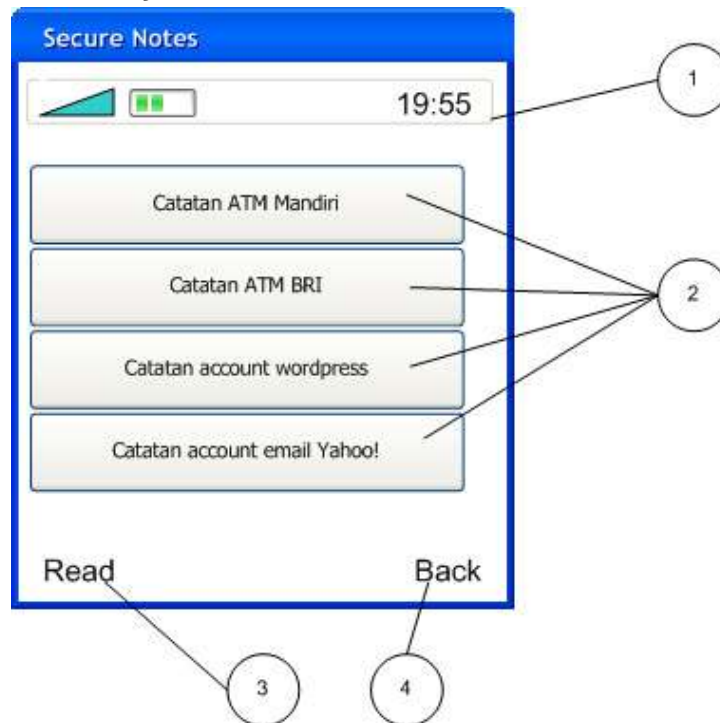 Secure Notes
19:55
1
Catatan ATM Mandiri
Catatan ATM BRI
2
Catatan account wordpress
Catatan account email Yahoo!
Read
Back
3
4